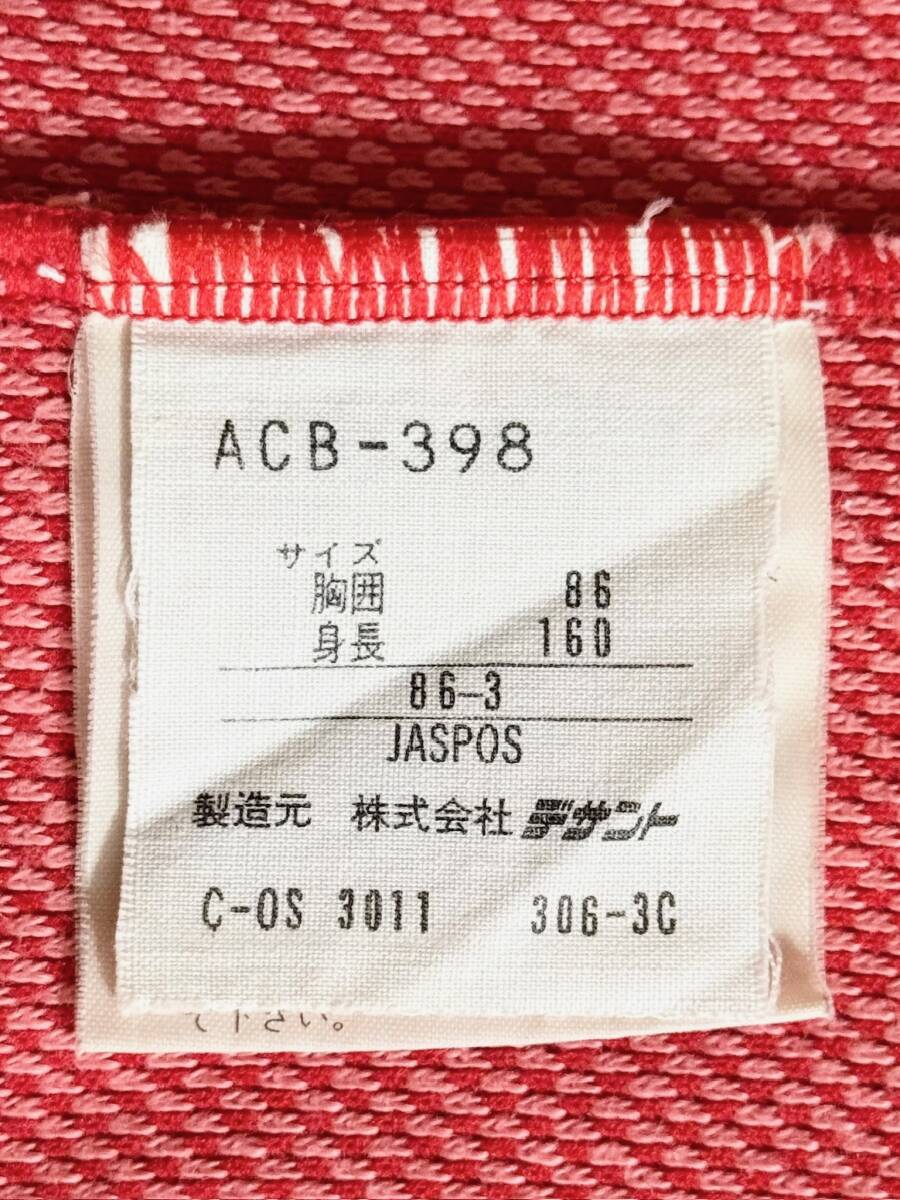 ACB-398
サイズ
胸囲 86
身長 160
86-3
JASPOS
製造元 株式会社デサント
C-OS 3011 306-3C
て下さい。